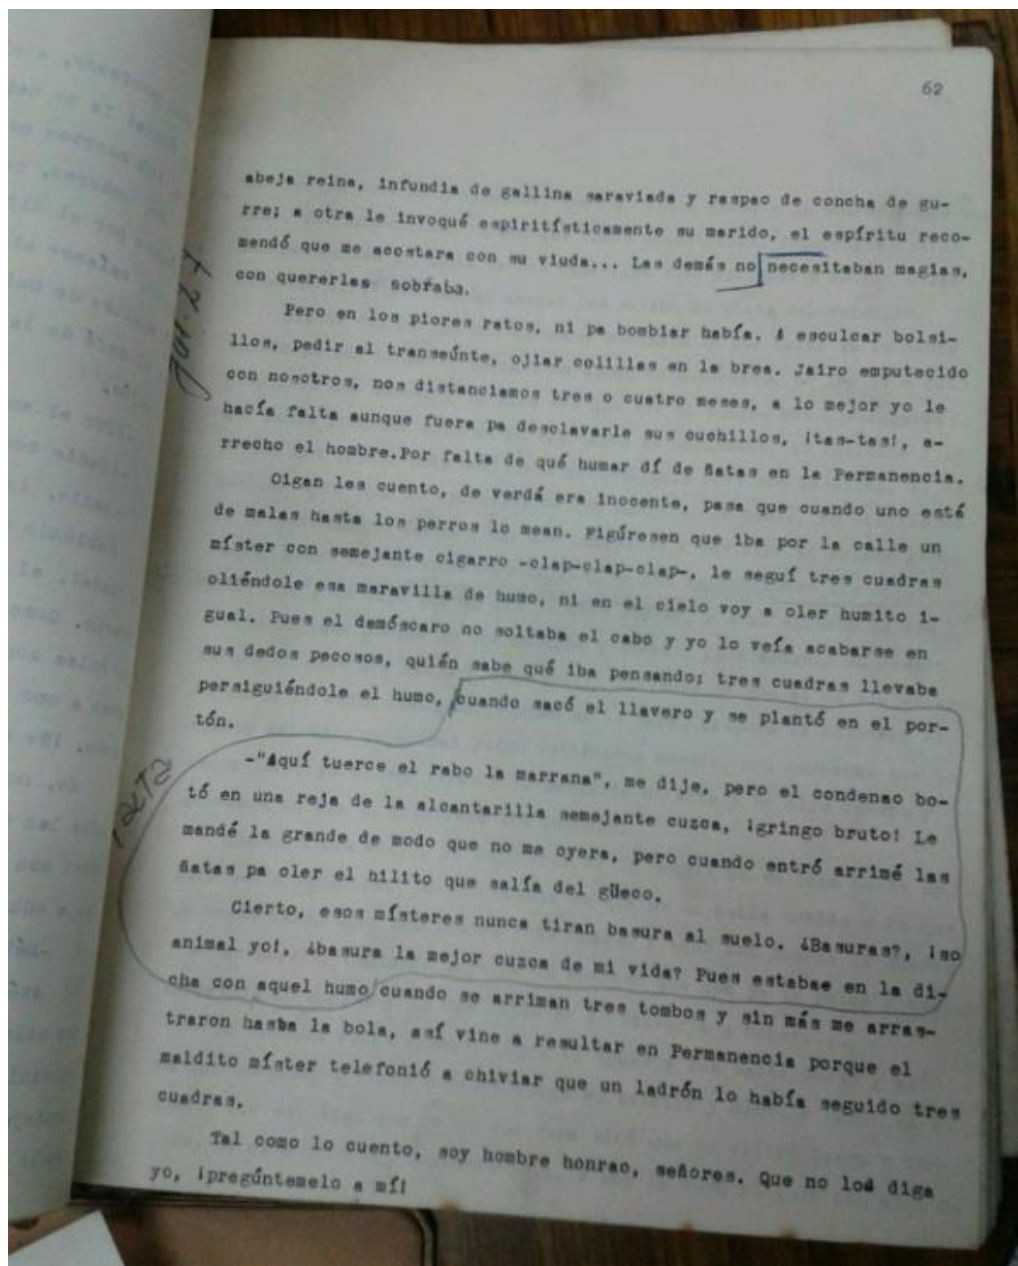 62
abeja reina, infundia de gallina saraviada y raspao de concha de gu-
rre; a otra le invoqué espiritísticamente su marido, el espíritu reco-
mendó que me acostara con su viuda... Las demás no necesitaban magias,
con quererlas sobraba.
Pero en los piores ratos, ni pa bombiar había. A esculcar bolsi-
llos, pedir al transeúnte, ojiar colillas en la brea. Jairo emputecido
con nosotros, nos distanciamos tres o cuatro meses, a lo mejor yo le
hacía falta aunque fuera pa desclavarle sus cuchillos, ¡tas-tas!, a-
rrecho el hombre.Por falta de qué humar dí de ñatas en la Permanencia.
Oigan les cuento, de verdá era inocente, pasa que cuando uno está
de malas hasta los perros lo mean. Figúresen que iba por la calle un
míster con semejante cigarro -clap-clap-clap-, le seguí tres cuadras
oliéndole esa maravilla de humo, ni en el cielo voy a oler humito i-
gual. Pues el demóscaro no soltaba el cabo y yo lo veía acabarse en
sus dedos pecosos, quién sabe qué iba pensando; tres cuadras llevaba
persiguiéndole el humo, cuando sacó el llavero y se plantó en el por-
tón.
-"Aquí tuerce el rabo la marrana", me dije, pero el condenao bo-
tó en una reja de la alcantarilla semejante cuzca, ¡gringo bruto! Le
mandé la grande de modo que no me oyera, pero cuando entró arrimé las
ñatas pa oler el hilito que salía del güeco.
Cierto, esos místeres nunca tiran basura al suelo. ¿Basuras?, ¡so
animal yo!, ¿basura la mejor cuzca de mi vida? Pues estabae en la di-
cha con aquel humo cuando se arriman tres tombos y sin más me arras-
traron hasta la bola, así vine a resultar en Permanencia porque el
maldito míster telefonió a chiviar que un ladrón lo había seguido tres
cuadras.
Tal como lo cuento, soy hombre honrao, señores. Que no lo diga
yo, ¡pregúntemelo a mí!